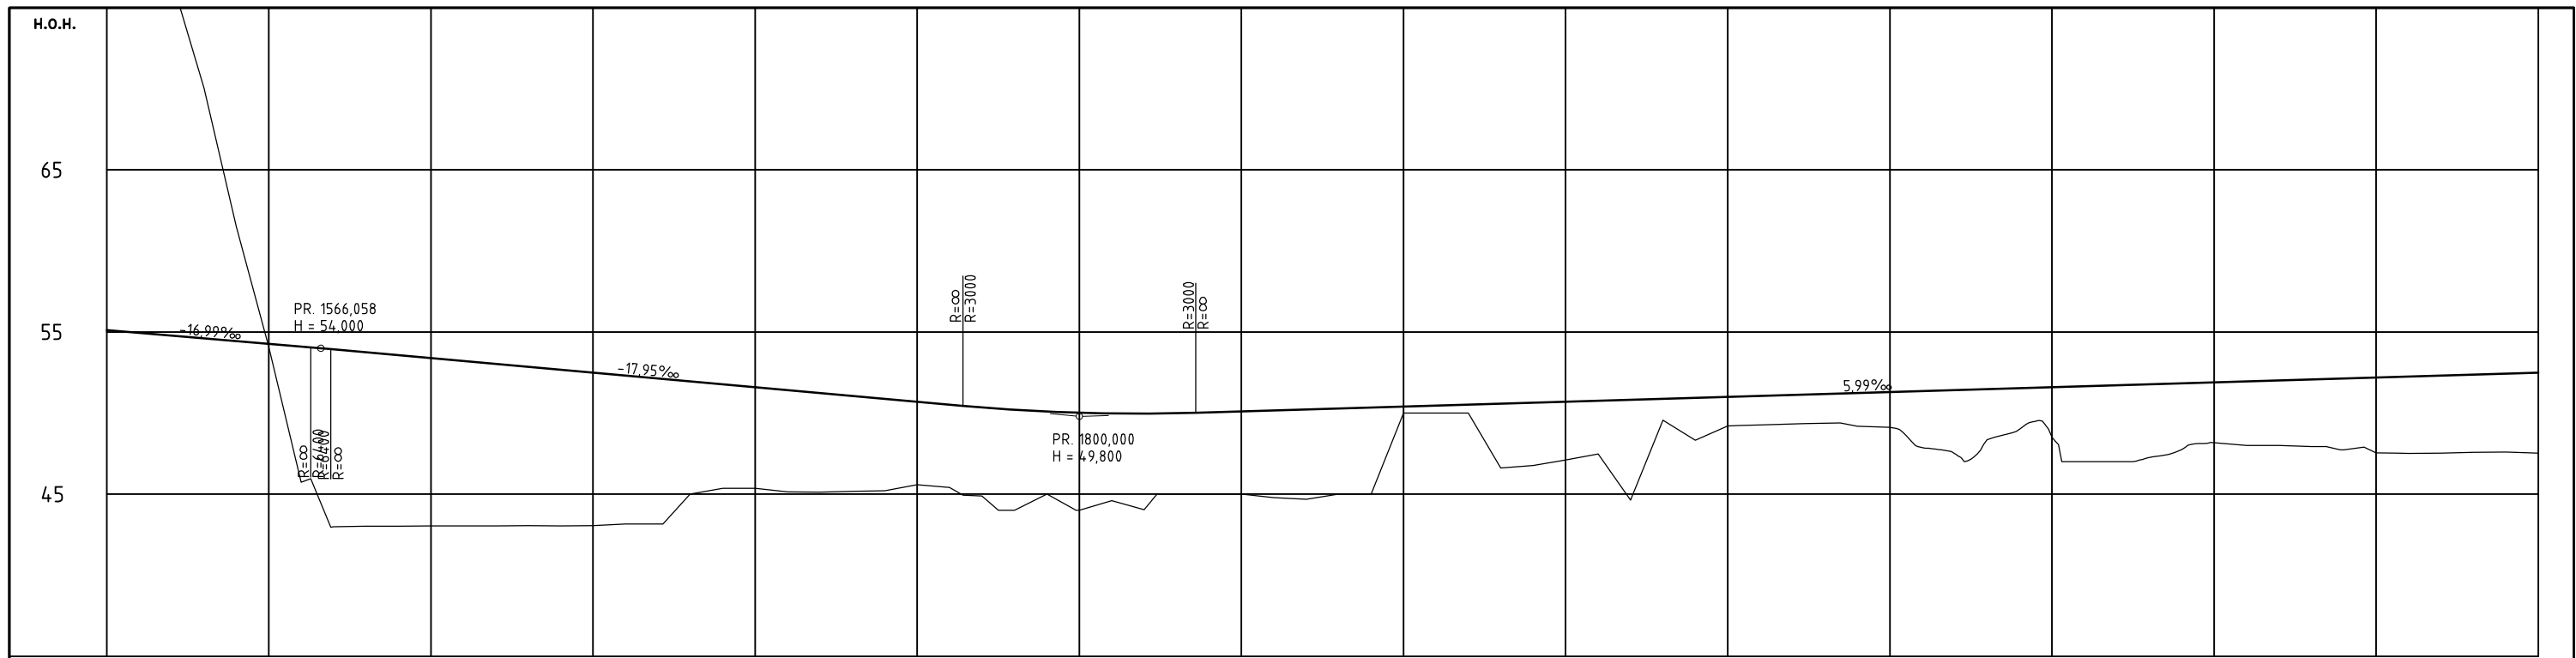 H.O.H.
65
55
45
-16,99‰
PR. 1566,058
H = 54,000
R=∞
R=6400
R=6400
R=∞
-17,95‰
R=∞
R=3000
PR. 1800,000
H = 49,800
R=3000
R=∞
5,99‰